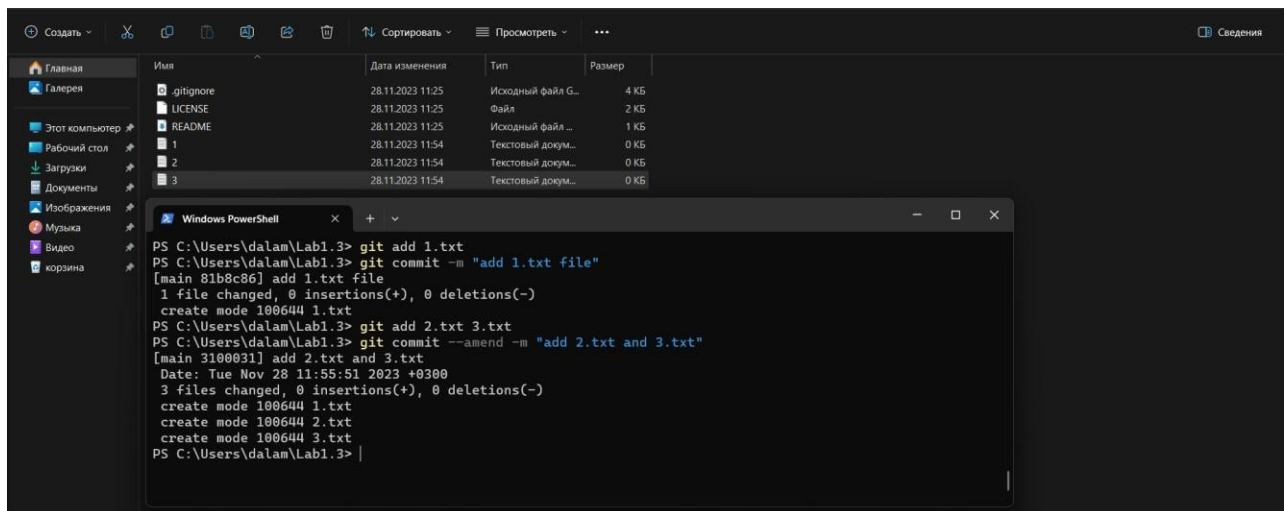 Создать
Сортировать
Просмотреть
Сведения
Главная
Галерея
Этот компьютер
Рабочий стол
Загрузки
Документы
Изображения
Музыка
Видео
корзина
Имя Дата изменения Тип Размер
.gitignore 28.11.2023 11:25 Исходный файл G... 4 КБ
LICENSE 28.11.2023 11:25 Файл 2 КБ
README 28.11.2023 11:25 Исходный файл ... 1 КБ
1 28.11.2023 11:54 Текстовый докум... 0 КБ
2 28.11.2023 11:54 Текстовый докум... 0 КБ
3 28.11.2023 11:54 Текстовый докум... 0 КБ
Windows PowerShell
PS C:\Users\dalam\Lab1.3> git add 1.txt
PS C:\Users\dalam\Lab1.3> git commit -m "add 1.txt file"
[main 81b8c86] add 1.txt file
1 file changed, 0 insertions(+), 0 deletions(-)
create mode 100644 1.txt
PS C:\Users\dalam\Lab1.3> git add 2.txt 3.txt
PS C:\Users\dalam\Lab1.3> git commit --amend -m "add 2.txt and 3.txt"
[main 3100031] add 2.txt and 3.txt
Date: Tue Nov 28 11:55:51 2023 +0300
3 files changed, 0 insertions(+), 0 deletions(-)
create mode 100644 1.txt
create mode 100644 2.txt
create mode 100644 3.txt
PS C:\Users\dalam\Lab1.3>